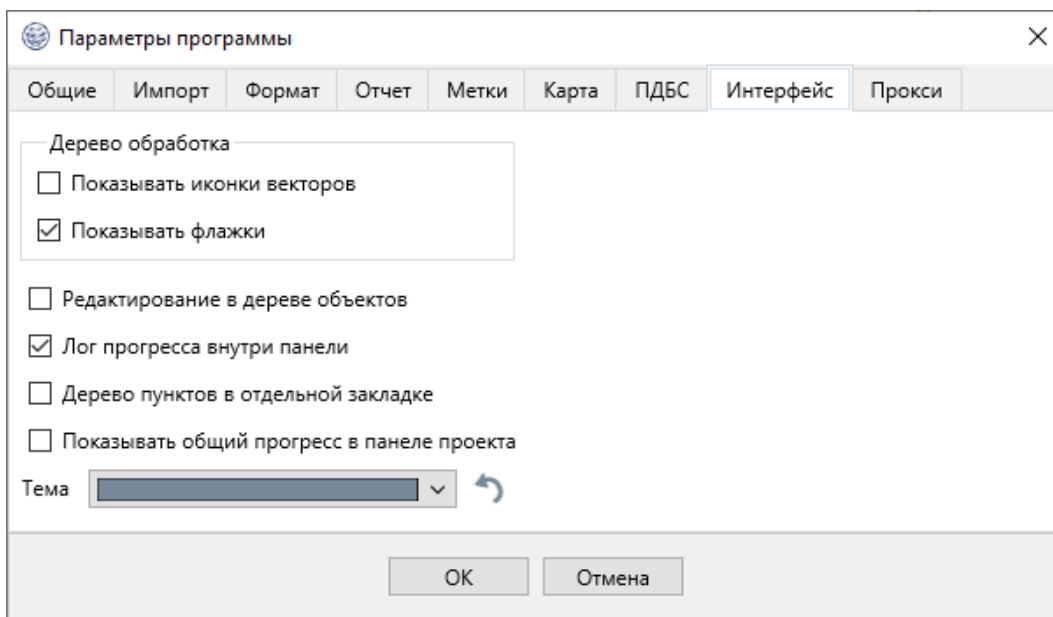 Параметры программы
Общие Импорт Формат Отчет Метки Карта ПДБС Интерфейс Прокси
Дерево обработка
Показывать иконки векторов
Показывать флажки
Редактирование в дереве объектов
Лог прогресса внутри панели
Дерево пунктов в отдельной закладке
Показывать общий прогресс в панеле проекта
Тема
ОК Отмена